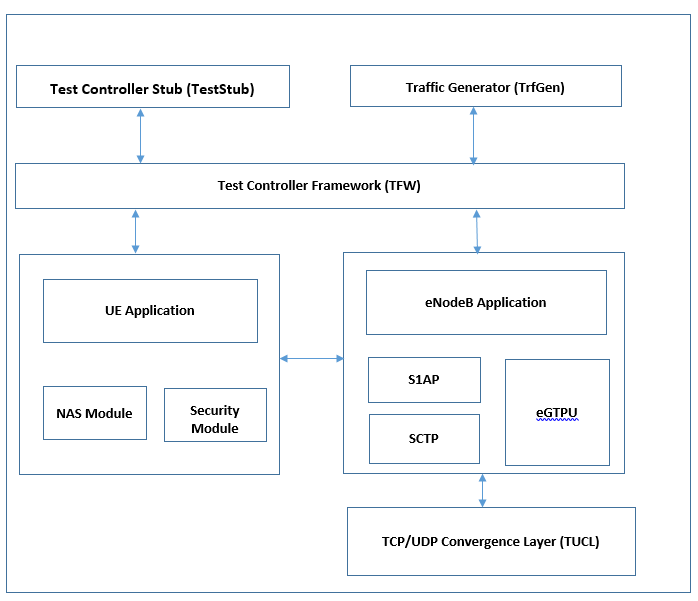 Test Controller Stub (TestStub)
Traffic Generator (TrfGen)
Test Controller Framework (TFW)
UE Application
eNodeB Application
NAS Module
Security
Module
S1AP
SCTP
eGTPU
TCP/UDP Convergence Layer (TUCL)